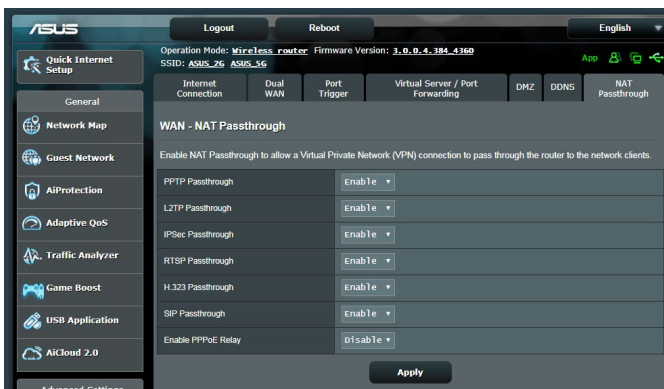 ASUS
Logout
Reboot
English
Operation Mode: Wireless router Firmware Version: 3.0.0.4.384_4360
SSID: ASUS_2G ASUS_5G
App
Quick Internet
Setup
General
Network Map
Guest Network
AiProtection
Adaptive QoS
Traffic Analyzer
Game Boost
USB Application
AiCloud 2.0
Advanced Settings
Internet
Connection
Dual
WAN
Port
Trigger
Virtual Server / Port
Forwarding
DMZ
DDNS
NAT
Passthrough
WAN - NAT Passthrough
Enable NAT Passthrough to allow a Virtual Private Network (VPN) connection to pass through the router to the network clients.
PPTP Passthrough Enable
L2TP Passthrough Enable
IPSec Passthrough Enable
RTSP Passthrough Enable
H.323 Passthrough Enable
SIP Passthrough Enable
Enable PPPoE Relay Disable
Apply